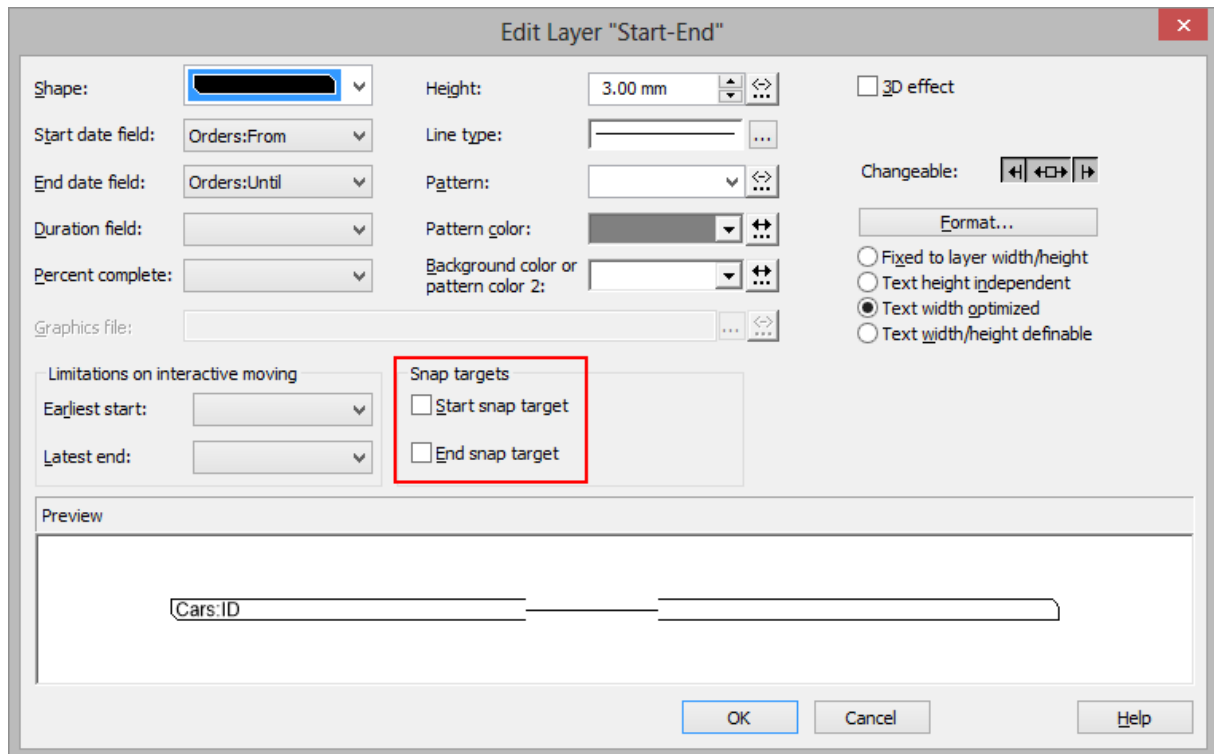 Edit Layer "Start-End"
Shape:
Height:
3.00 mm
3D effect
Start date field:
Orders:From
Line type:
...
End date field:
Orders:Until
Pattern:
Changeable:
Duration field:
Pattern color:
Format...
Percent complete:
Background color or
pattern color 2:
Fixed to layer width/height
Text height independent
Text width optimized
Text width/height definable
Graphics file:
...
Limitations on interactive moving
Snap targets
Earliest start:
Start snap target
Latest end:
End snap target
Preview
Cars:ID
OK
Cancel
Help